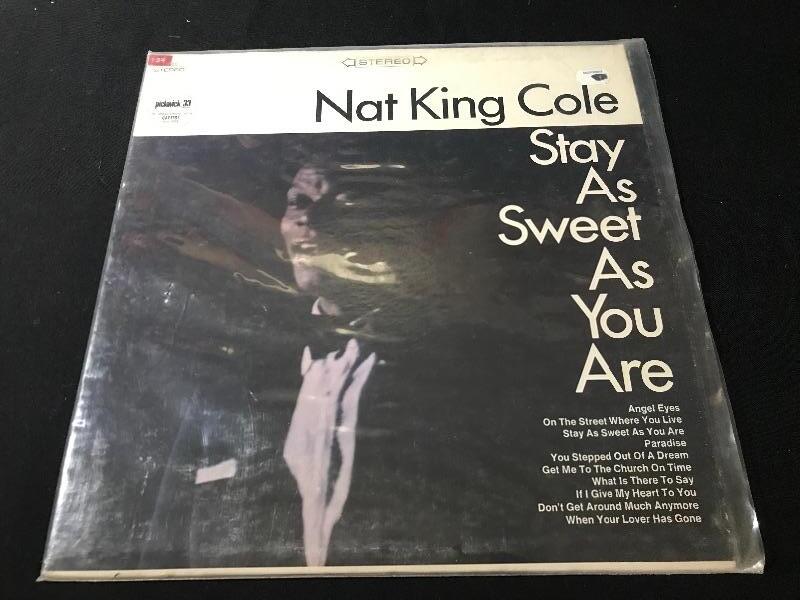 STEREO
STEREO
pickwick 33
Nat King Cole
Stay
As
Sweet
As
You
Are
Angel Eyes
On The Street Where You Live
Stay As Sweet As You Are
Paradise
You Stepped Out Of A Dream
Get Me To The Church On Time
What Is There To Say
If I Give My Heart To You
Don't Get Around Much Anymore
When Your Lover Has Gone